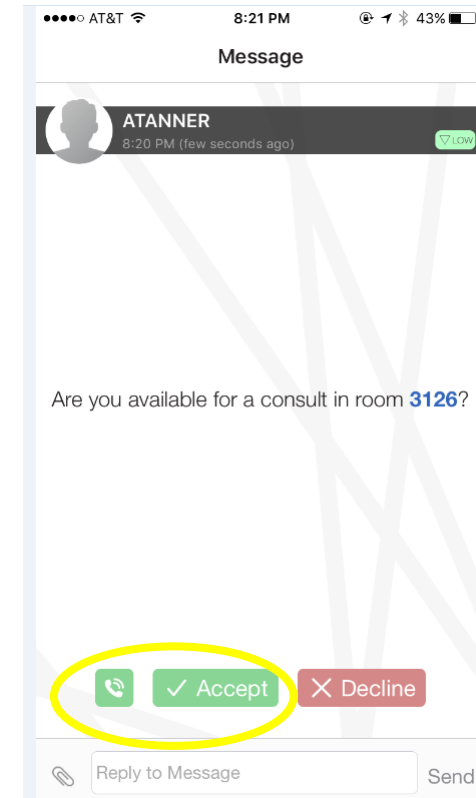 AT&T 8:21 PM 43%
Message
ATANNER
8:20 PM (few seconds ago) LOW
Are you available for a consult in room 3126?
Accept Decline
Reply to Message Send